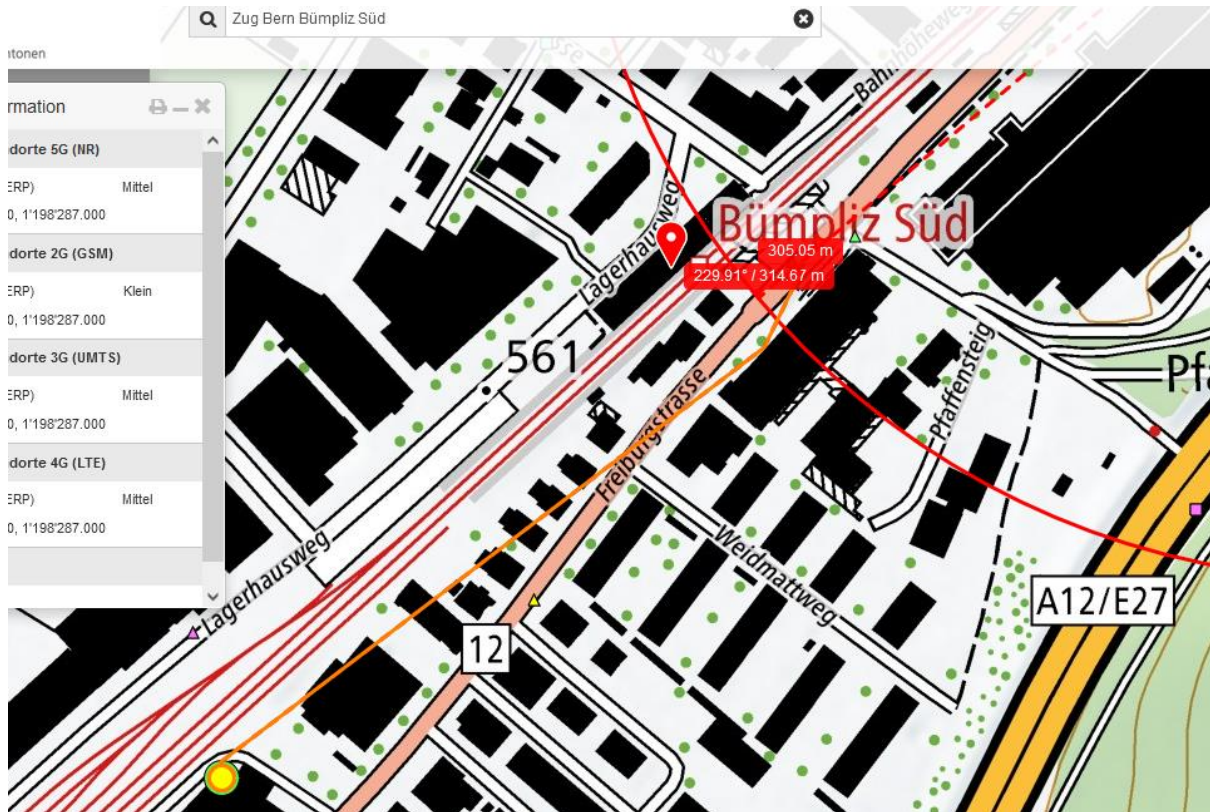 Zug Bern Bümpliz Süd
ntonen
rmation
dorte 5G (NR)
ERP) Mittel
0, 1'198'287.000
dorte 2G (GSM)
ERP) Klein
0, 1'198'287.000
dorte 3G (UMTS)
ERP) Mittel
0, 1'198'287.000
dorte 4G (LTE)
ERP) Mittel
0, 1'198'287.000
Bahnhöheweg
Lagerhausweg
Bümpliz Süd
305.05 m
229.91° / 314.67 m
561
Pfaffensteig
Pfa
Freiburgstrasse
Weidmattweg
Lagerhausweg
12
A12/E27